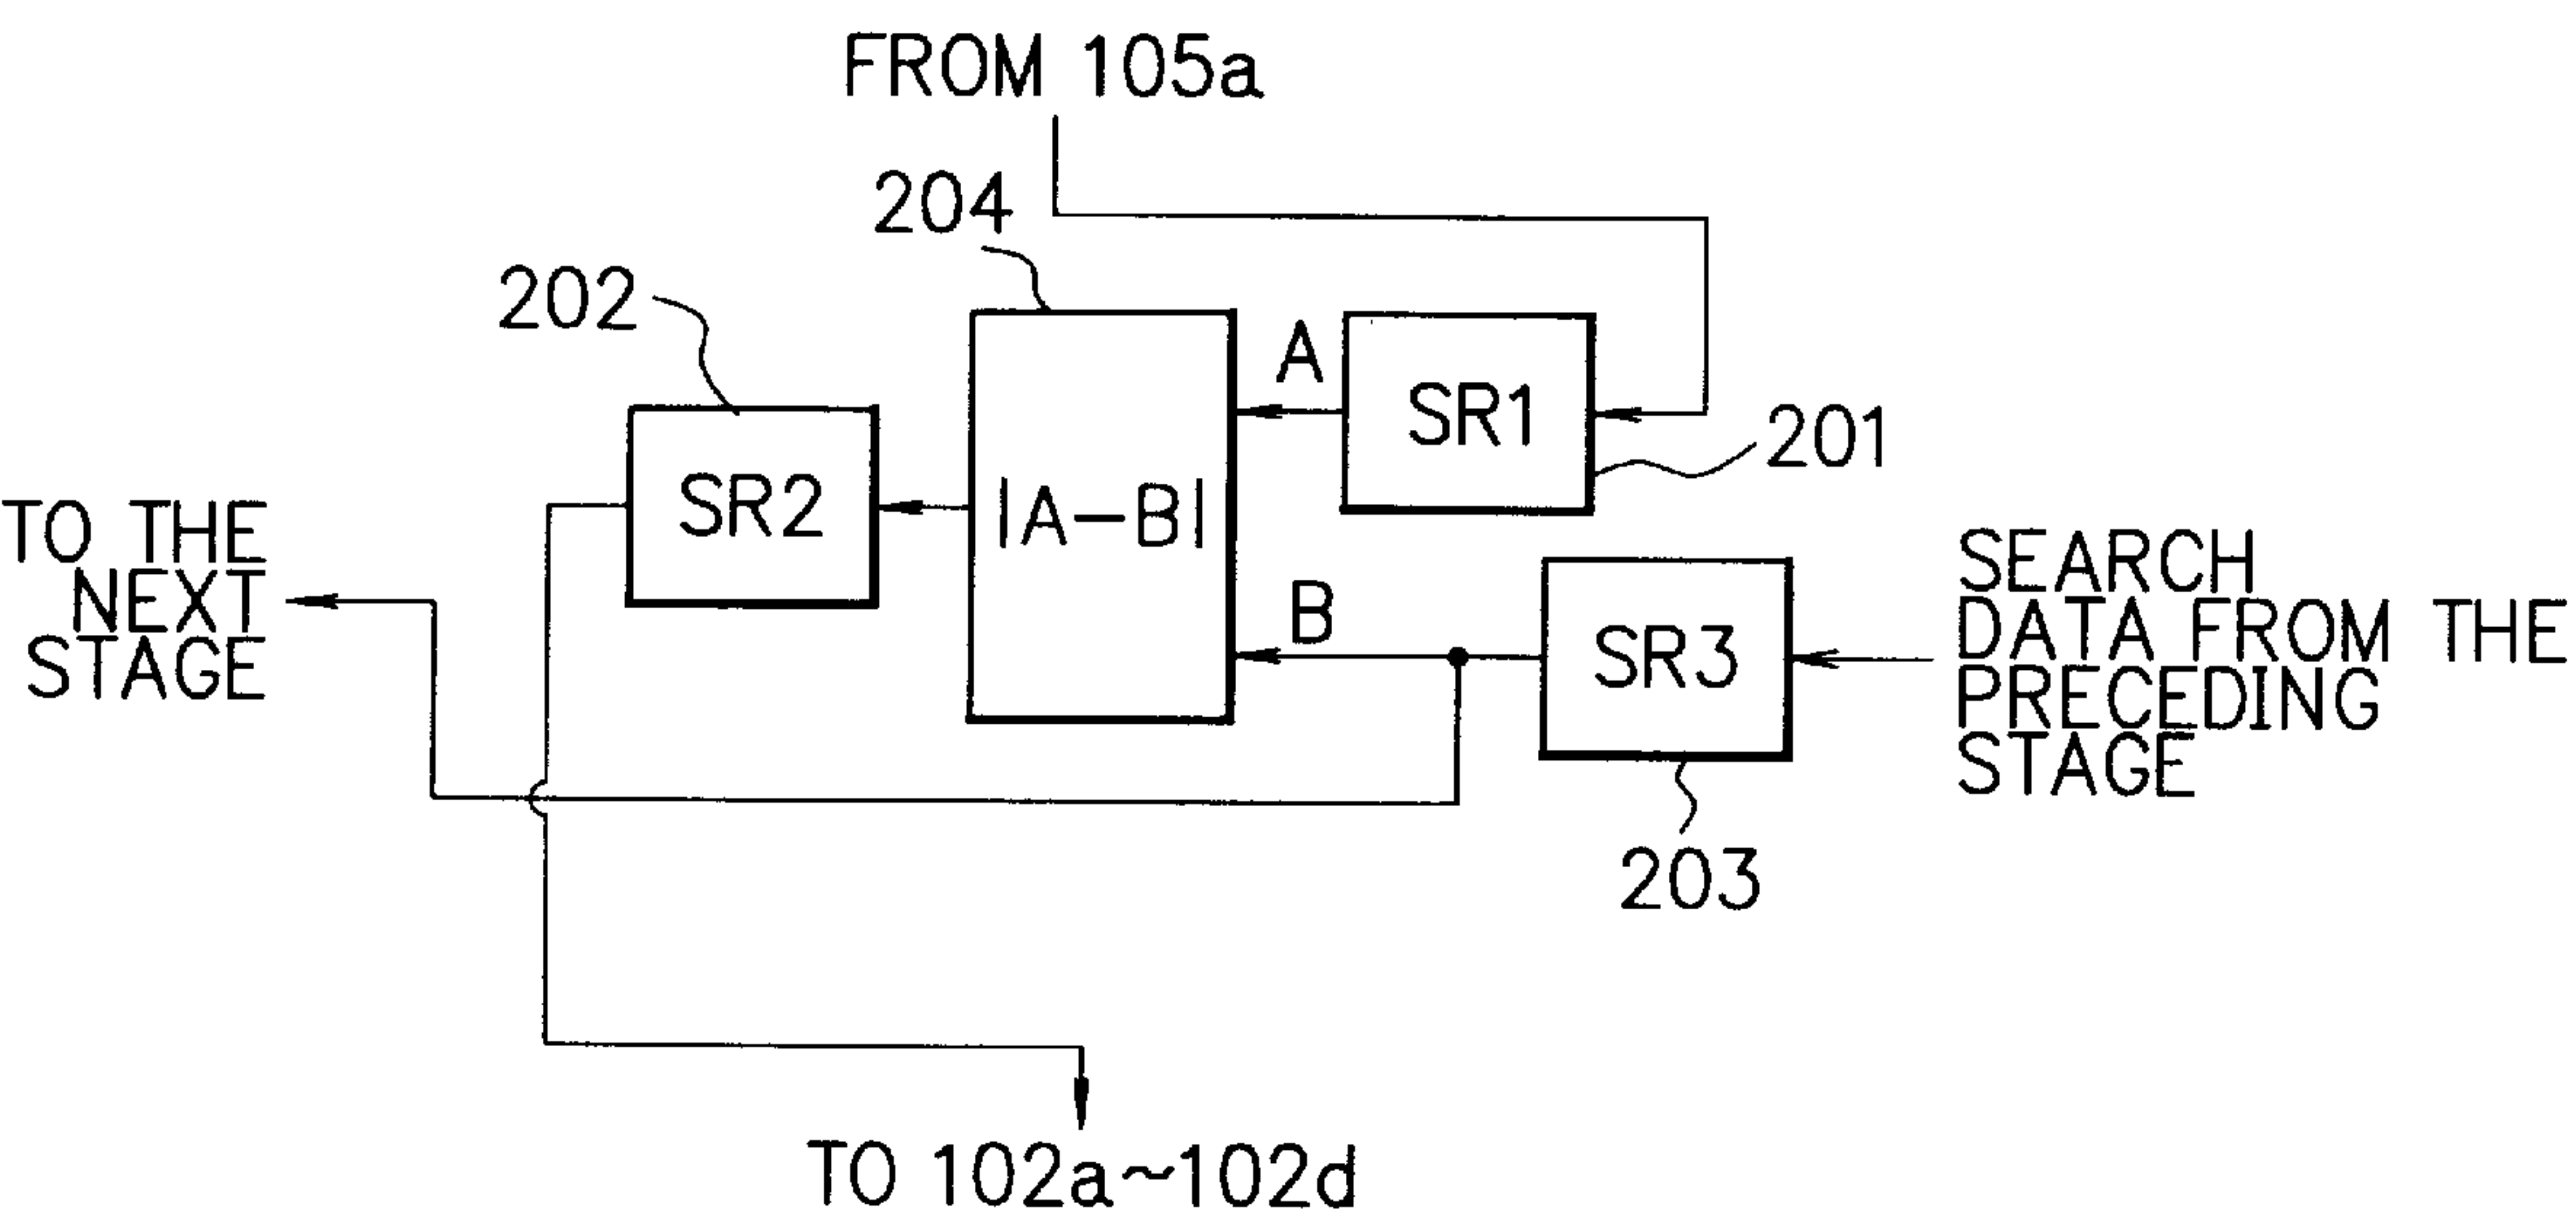 FROM 105a
204
202
A
SR1
201
SR2
|A-B|
TO THE
NEXT
STAGE
B
SR3
SEARCH
DATA FROM THE
PRECEDING
STAGE
203
TO 102a~102d